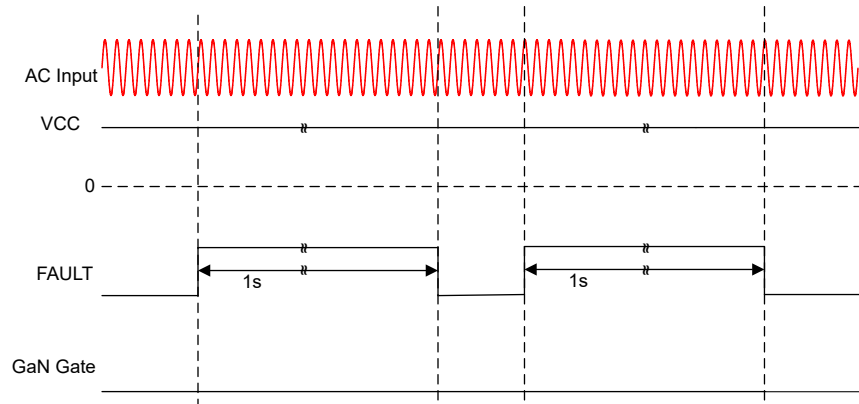 AC Input
VCC
0
FAULT
1s
1s
GaN Gate